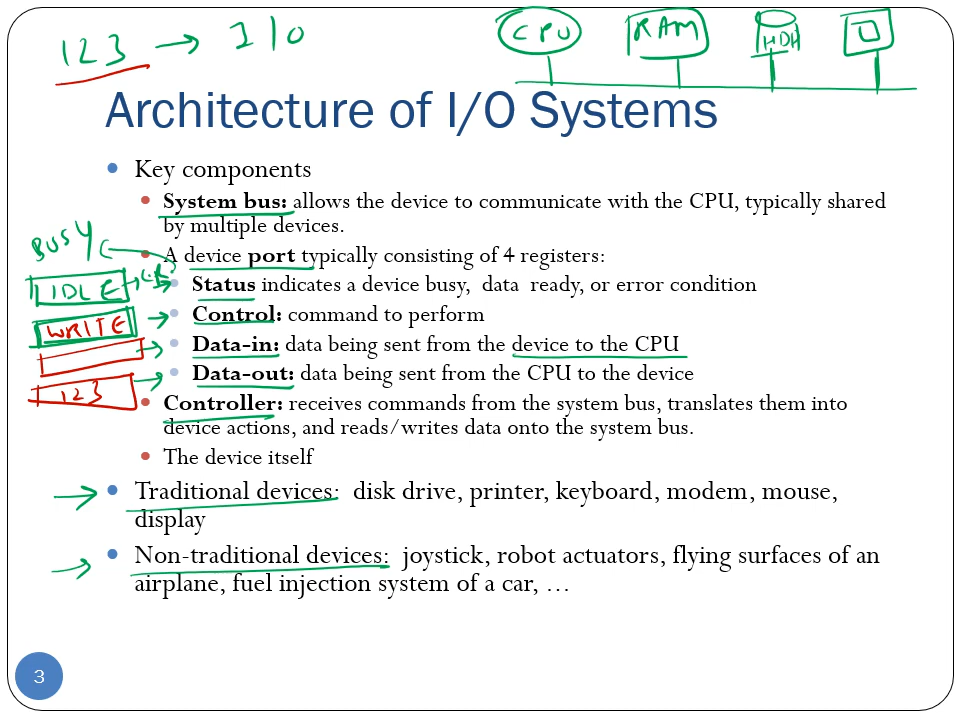 123 → I/O
CPU RAM HDD
Architecture of I/O Systems
Key components
System bus: allows the device to communicate with the CPU, typically shared
by multiple devices.
BUSY
A device port typically consisting of 4 registers:
IDLE
Status indicates a device busy, data ready, or error condition
WRITE
Control: command to perform
Data-in: data being sent from the device to the CPU
123
Data-out: data being sent from the CPU to the device
Controller: receives commands from the system bus, translates them into
device actions, and reads/writes data onto the system bus.
The device itself
Traditional devices: disk drive, printer, keyboard, modem, mouse,
display
Non-traditional devices: joystick, robot actuators, flying surfaces of an
airplane, fuel injection system of a car, …
3